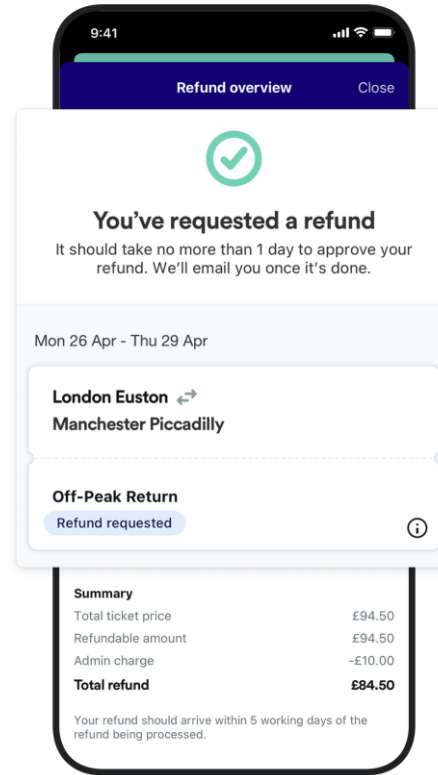 9:41
Refund overview Close
You've requested a refund
It should take no more than 1 day to approve your
refund. We'll email you once it's done.
Mon 26 Apr - Thu 29 Apr
London Euston
Manchester Piccadilly
Off-Peak Return
Refund requested
Summary
Total ticket price £94.50
Refundable amount £94.50
Admin charge -£10.00
Total refund £84.50
Your refund should arrive within 5 working days of the
refund being processed.